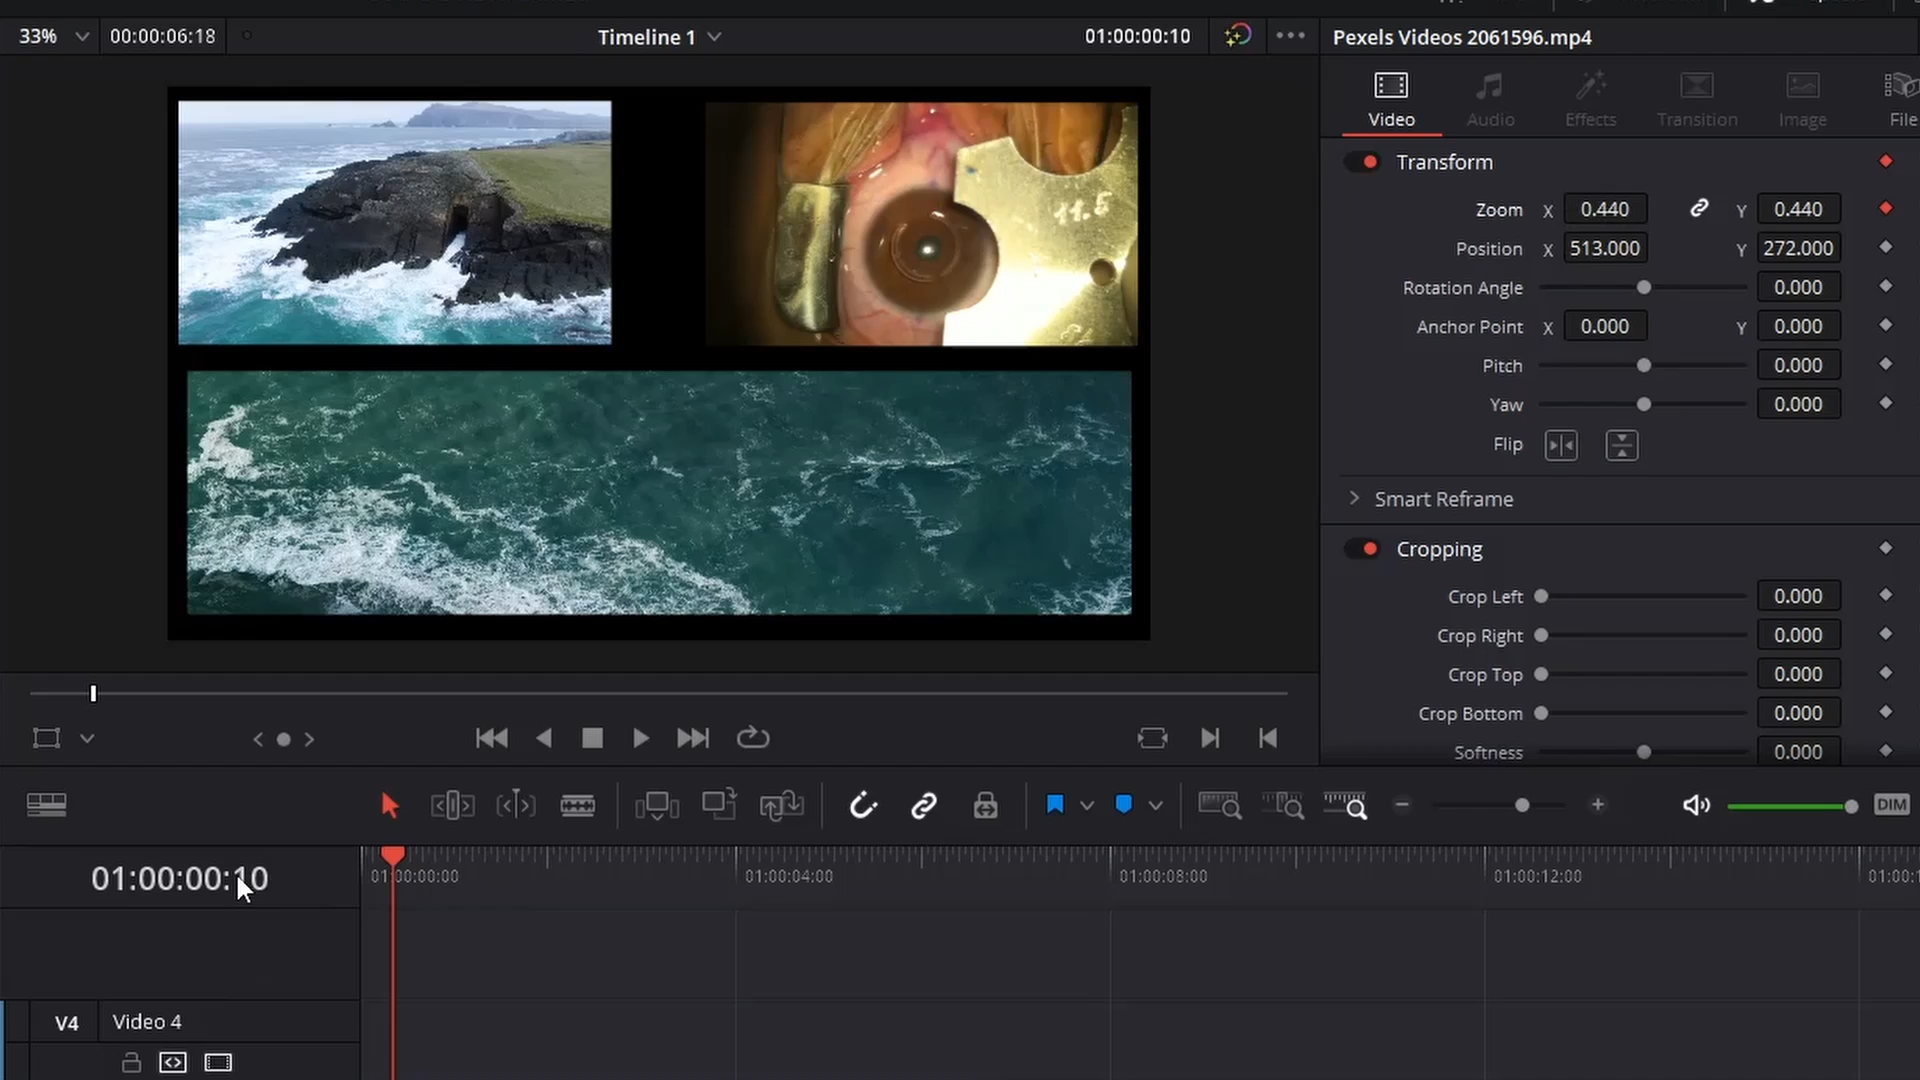 33% 00:00:06:18 Timeline 1 01:00:00:10 Pexels Videos 2061596.mp4
Video Audio Effects Transition Image File
Transform
Zoom X 0.440 Y 0.440
Position X 513.000 Y 272.000
Rotation Angle 0.000
Anchor Point X 0.000 Y 0.000
Pitch 0.000
Yaw 0.000
Flip
Smart Reframe
Cropping
Crop Left 0.000
Crop Right 0.000
Crop Top 0.000
Crop Bottom 0.000
Softness 0.000
11.5
DIM
01:00:00:10
01:00:00:00 01:00:04:00 01:00:08:00 01:00:12:00 01:00:1
V4 Video 4